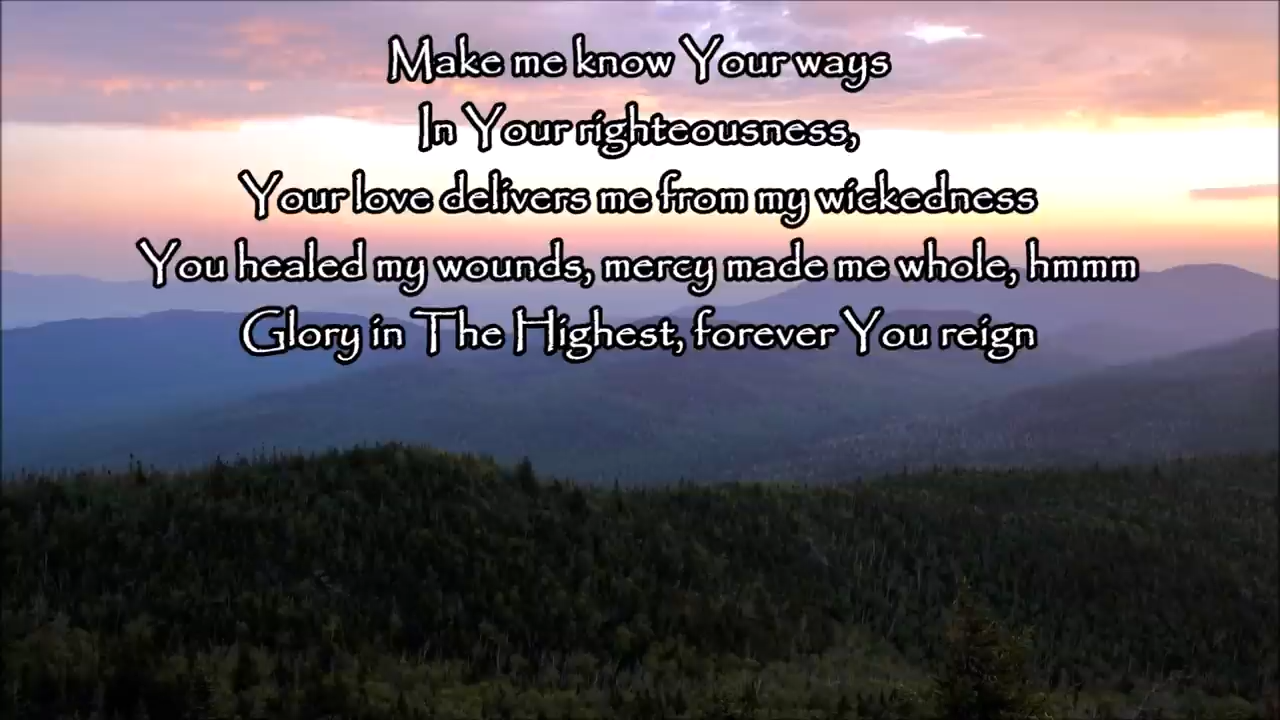 Make me know Your ways
In Your righteousness,
Your love delivers me from my wickedness
You healed my wounds, mercy made me whole, hmmm
Glory in The Highest, forever You reign